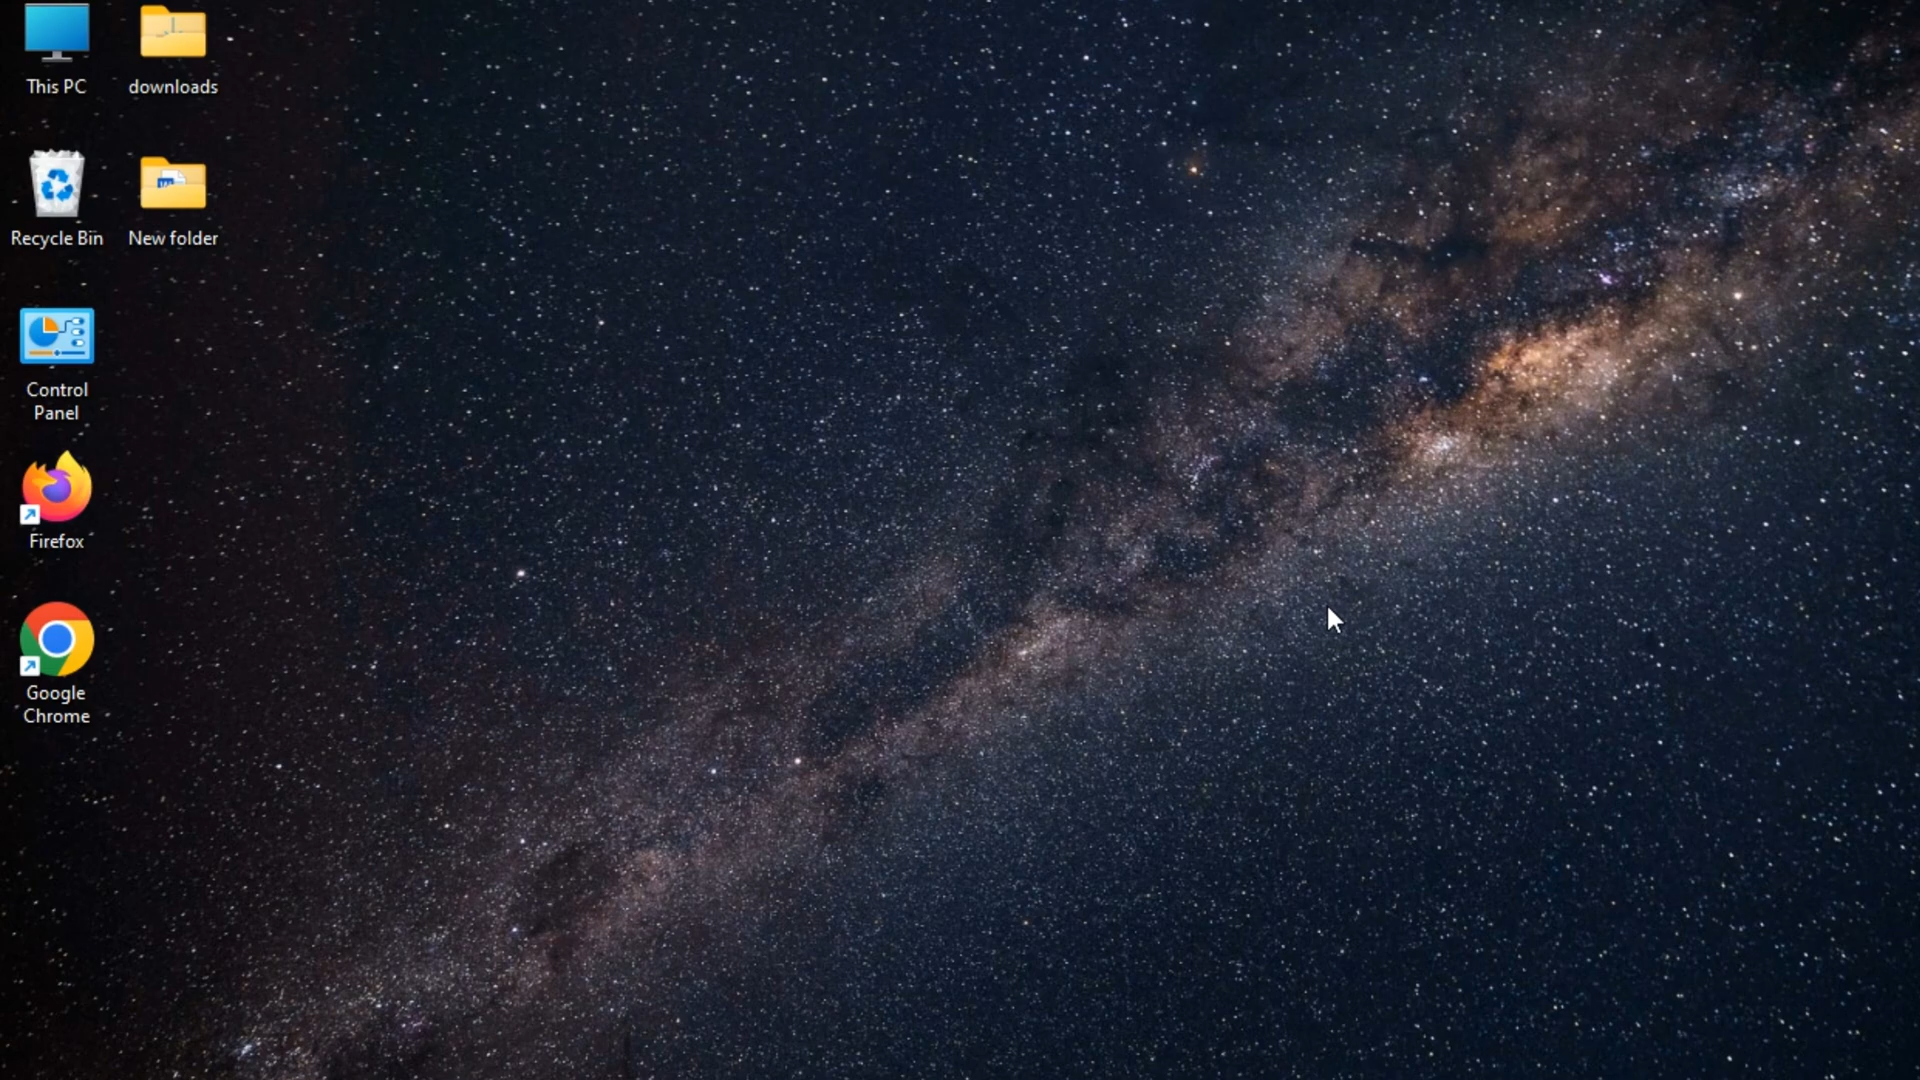 This PC
downloads
Recycle Bin
New folder
Control
Panel
Firefox
Google
Chrome